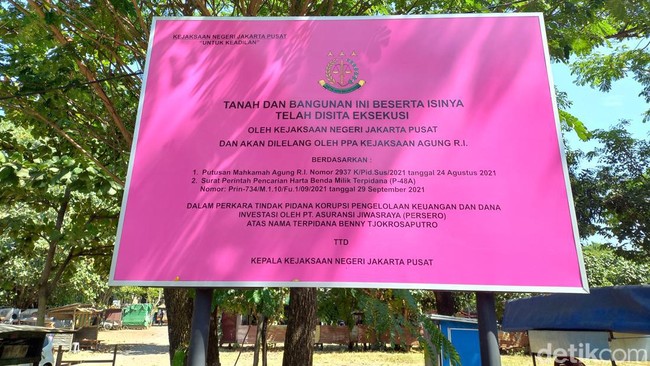 KEJAKSAAN NEGERI JAKARTA PUSAT
"UNTUK KEADILAN"
TANAH DAN BANGUNAN INI BESERTA ISINYA
TELAH DISITA EKSEKUSI
OLEH KEJAKSAAN NEGERI JAKARTA PUSAT
DAN AKAN DILELANG OLEH PPA KEJAKSAAN AGUNG R.I.
BERDASARKAN :
1. Putusan Mahkamah Agung R.I. Nomor 2937 K/Pid.Sus/2021 tanggal 24 Agustus 2021
2. Surat Perintah Pencarian Harta Benda Milik Terpidana (P-48A)
Nomor: Prin-734/M.1.10/Fu.1/09/2021 tanggal 29 September 2021
DALAM PERKARA TINDAK PIDANA KORUPSI PENGELOLAAN KEUANGAN DAN DANA
INVESTASI OLEH PT. ASURANSI JIWASRAYA (PERSERO)
ATAS NAMA TERPIDANA BENNY TJOKROSAPUTRO
TTD
KEPALA KEJAKSAAN NEGERI JAKARTA PUSAT
detikcom